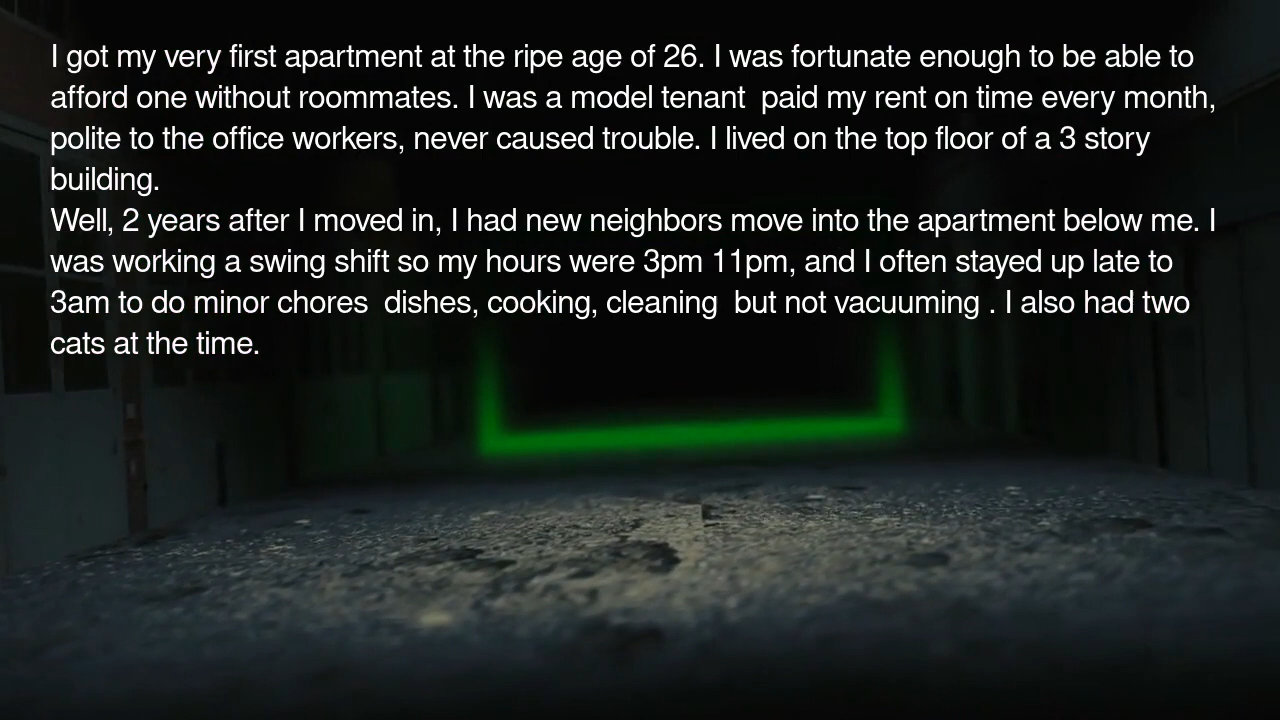 I got my very first apartment at the ripe age of 26. I was fortunate enough to be able to
afford one without roommates. I was a model tenant  paid my rent on time every month,
polite to the office workers, never caused trouble. I lived on the top floor of a 3 story
building.
Well, 2 years after I moved in, I had new neighbors move into the apartment below me. I
was working a swing shift so my hours were 3pm 11pm, and I often stayed up late to
3am to do minor chores  dishes, cooking, cleaning  but not vacuuming . I also had two
cats at the time.